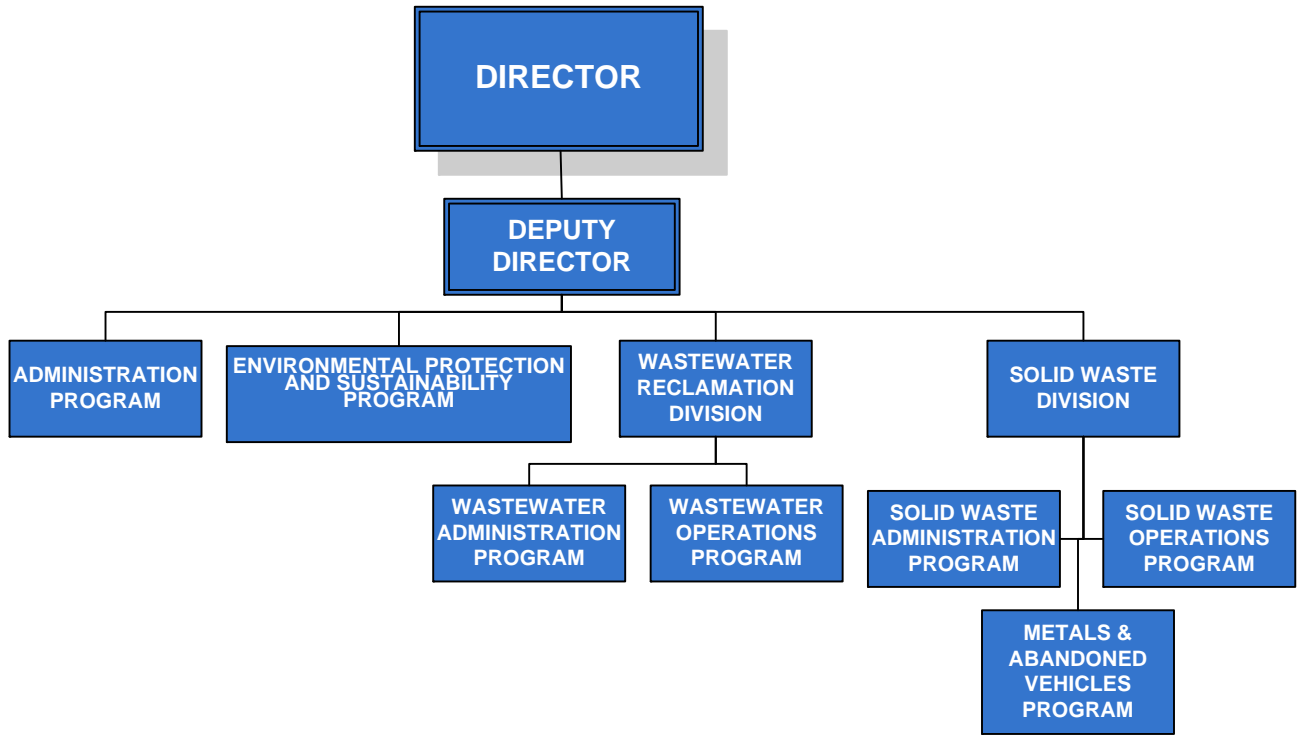 DIRECTOR
DEPUTY
DIRECTOR
ADMINISTRATION
PROGRAM
ENVIRONMENTAL PROTECTION
AND SUSTAINABILITY
PROGRAM
WASTEWATER
RECLAMATION
DIVISION
SOLID WASTE
DIVISION
WASTEWATER
ADMINISTRATION
PROGRAM
WASTEWATER
OPERATIONS
PROGRAM
SOLID WASTE
ADMINISTRATION
PROGRAM
SOLID WASTE
OPERATIONS
PROGRAM
METALS &
ABANDONED
VEHICLES
PROGRAM